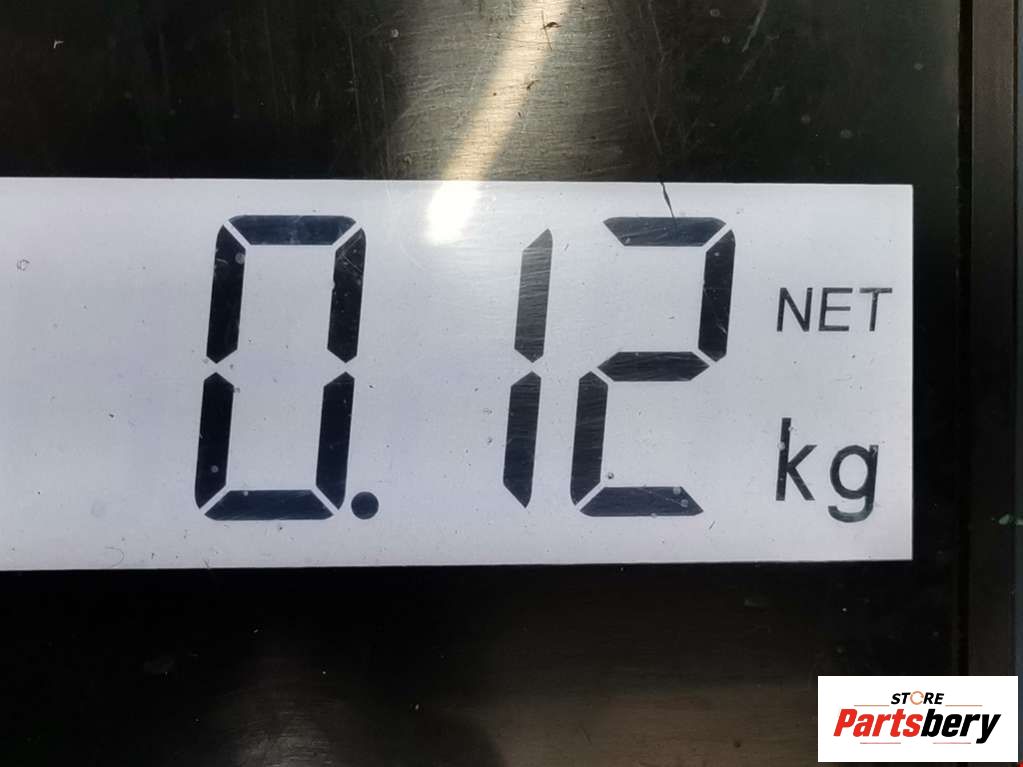 0.12
NET
kg
STORE
Partsbery